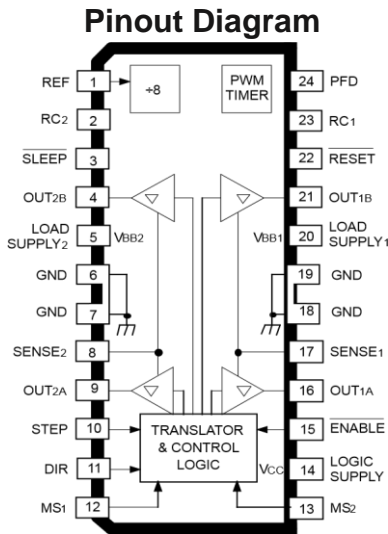 Pinout Diagram
REF 1 ÷8 PWM TIMER 24 PFD
RC2 2 23 RC1
SLEEP 3 22 RESET
OUT2B 4 21 OUT1B
LOAD SUPPLY2 5 VBB2 VBB1 20 LOAD SUPPLY1
GND 6 19 GND
GND 7 18 GND
SENSE2 8 17 SENSE1
OUT2A 9 16 OUT1A
STEP 10 TRANSLATOR & CONTROL LOGIC 15 ENABLE
DIR 11 VCC 14 LOGIC SUPPLY
MS1 12 13 MS2